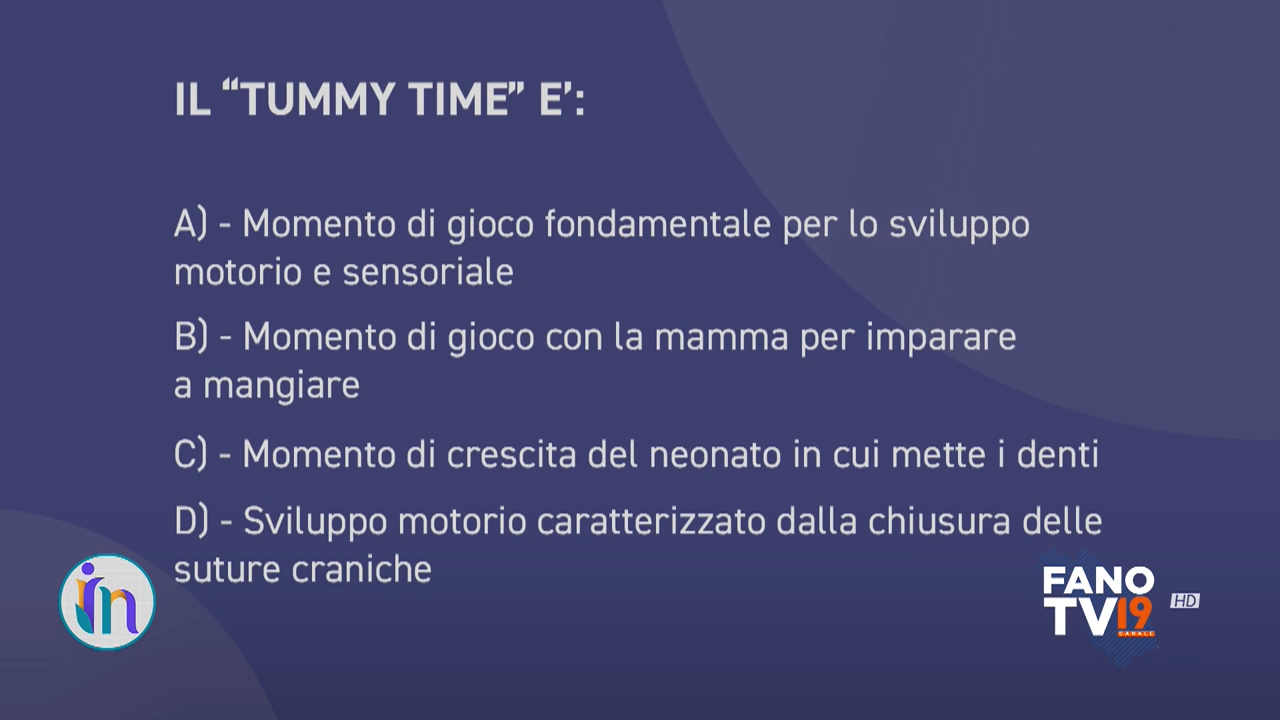 IL “TUMMY TIME” E’:
A) - Momento di gioco fondamentale per lo sviluppo
motorio e sensoriale
B) - Momento di gioco con la mamma per imparare
a mangiare
C) - Momento di crescita del neonato in cui mette i denti
D) - Sviluppo motorio caratterizzato dalla chiusura delle
suture craniche
in
FANO
TV19
CANALE
HD